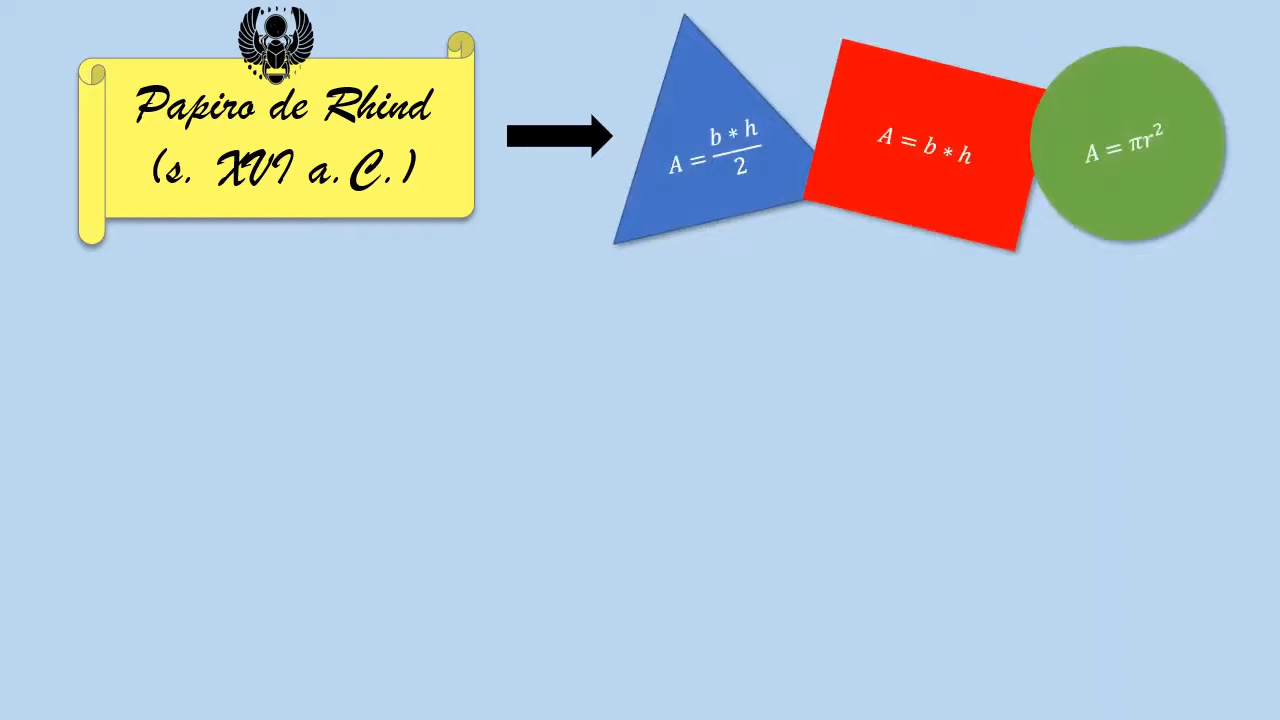 Papiro de Rhind
(s. XVI a.C.)
A = b * h / 2
A = b * h
A = πr²